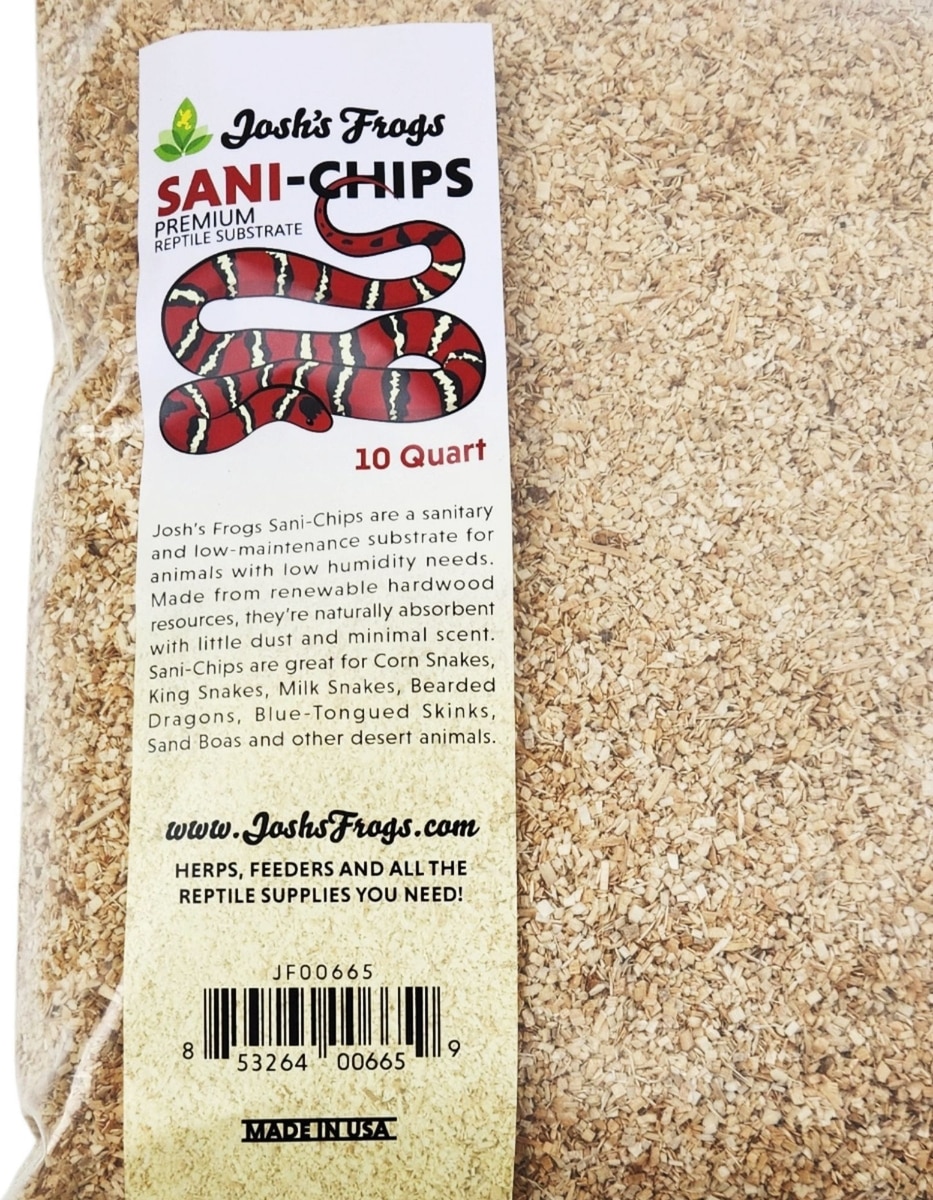 Josh's Frogs
SANI-CHIPS
PREMIUM
REPTILE SUBSTRATE
10 Quart
Josh's Frogs Sani-Chips are a sanitary
and low-maintenance substrate for
animals with low humidity needs.
Made from renewable hardwood
resources, they're naturally absorbent
with little dust and minimal scent.
Sani-Chips are great for Corn Snakes,
King Snakes, Milk Snakes, Bearded
Dragons, Blue-Tongued Skinks,
Sand Boas and other desert animals.
www.JoshsFrogs.com
HERPS, FEEDERS AND ALL THE
REPTILE SUPPLIES YOU NEED!
JF00665
8 53264 00665 9
MADE IN USA